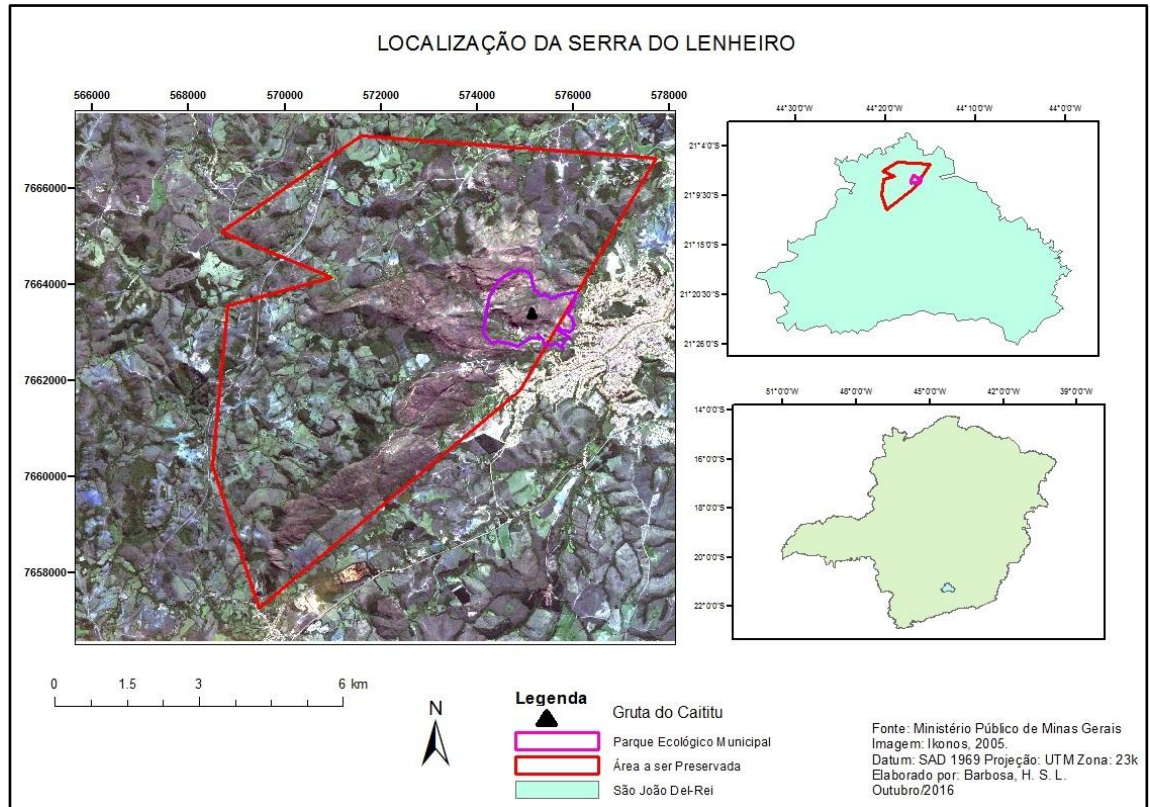 LOCALIZAÇÃO DA SERRA DO LENHEIRO
566000 568000 570000 572000 574000 576000 578000
7666000
7664000
7662000
7660000
7658000
44°30'0"W 44°20'0"W 44°10'0"W 44°0'0"W
21°4'0"S
21°9'30"S
21°15'0"S
21°20'30"S
21°26'0"S
51°0'0"W 48°0'0"W 45°0'0"W 42°0'0"W 39°0'0"W
14°0'0"S
16°0'0"S
18°0'0"S
20°0'0"S
22°0'0"S
0 1.5 3 6 km
N
Legenda
Gruta do Caititu
Parque Ecológico Municipal
Área a ser Preservada
São João Del-Rei
Fonte: Ministério Público de Minas Gerais
Imagem: Ikonos, 2005.
Datum: SAD 1969 Projeção: UTM Zona: 23k
Elaborado por: Barbosa, H. S. L.
Outubro/2016